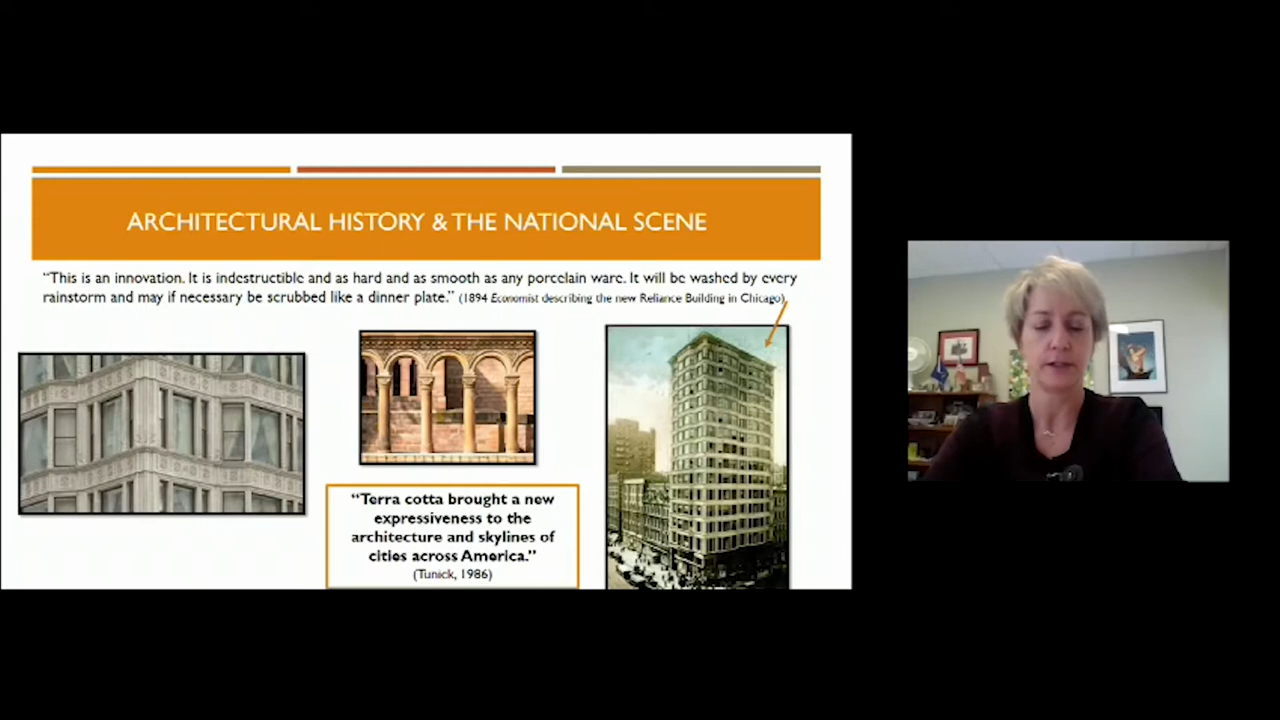 ARCHITECTURAL HISTORY & THE NATIONAL SCENE
“This is an innovation. It is indestructible and as hard and as smooth as any porcelain ware. It will be washed by every
rainstorm and may if necessary be scrubbed like a dinner plate.” (1894 Economist describing the new Reliance Building in Chicago)
“Terra cotta brought a new
expressiveness to the
architecture and skylines of
cities across America.”
(Tunick, 1986)